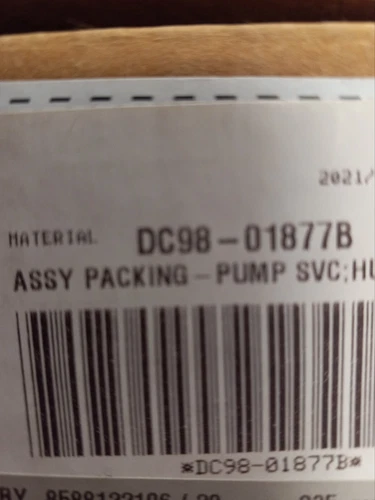 2021/
MATERIAL DC98-01877B
ASSY PACKING-PUMP SVC:HU
*DC98-01877B*